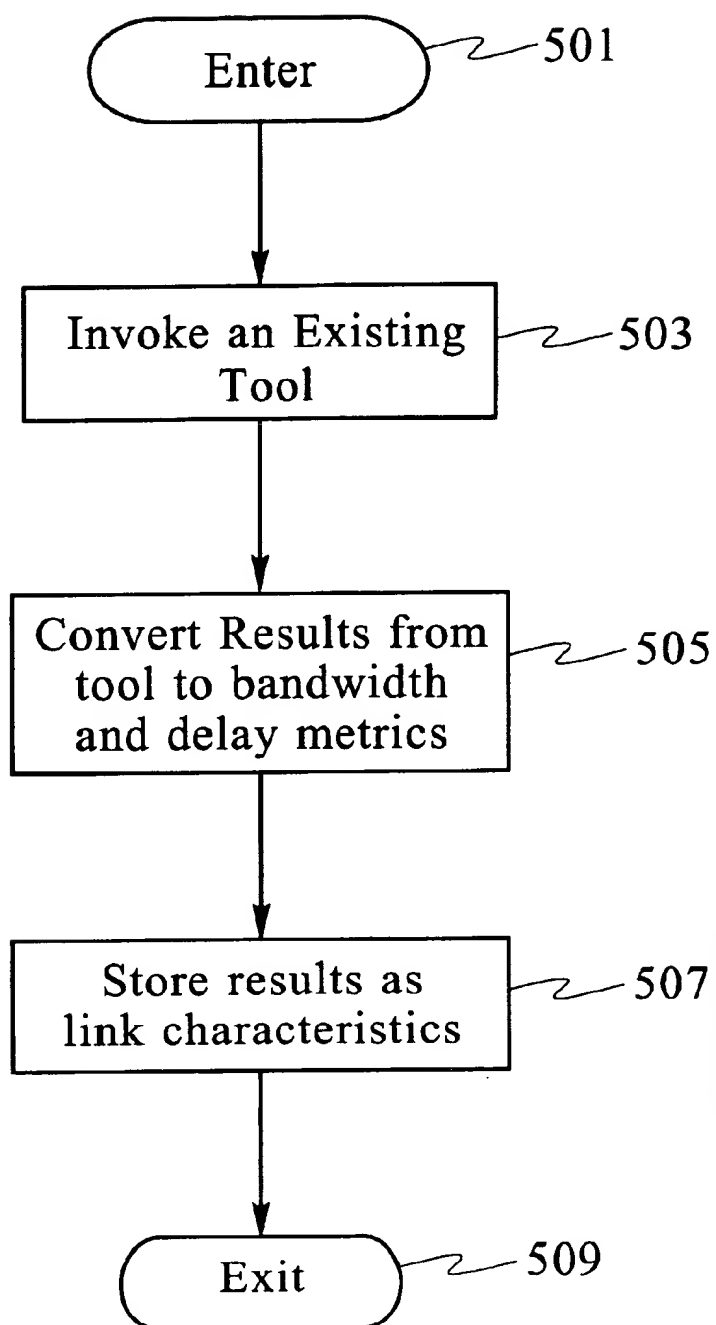 Enter
501
Invoke an Existing
Tool
503
Convert Results from
tool to bandwidth
and delay metrics
505
Store results as
link characteristics
507
Exit
509